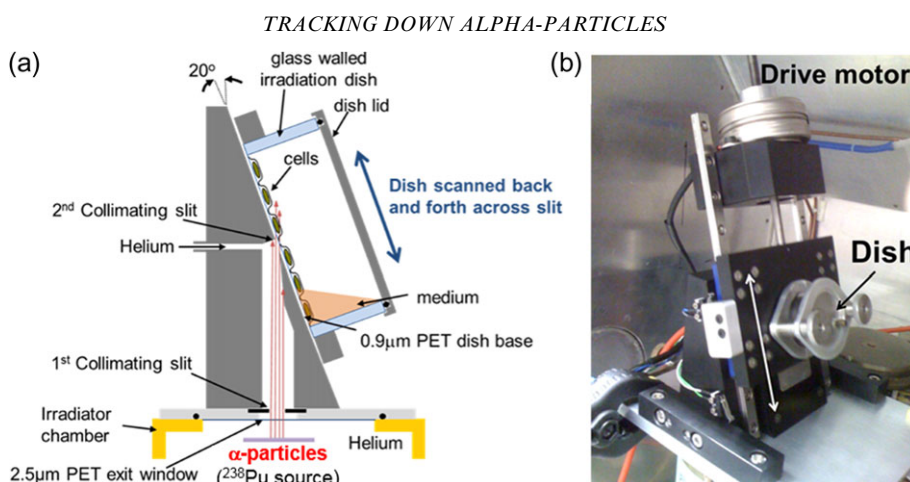 TRACKING DOWN ALPHA-PARTICLES
(a)
20°
glass walled
irradiation dish
dish lid
cells
Dish scanned back
and forth across slit
2nd Collimating slit
Helium
medium
0.9µm PET dish base
1st Collimating slit
Irradiator
chamber
Helium
α-particles
2.5µm PET exit window
(238Pu source)
(b)
Drive motor
Dish